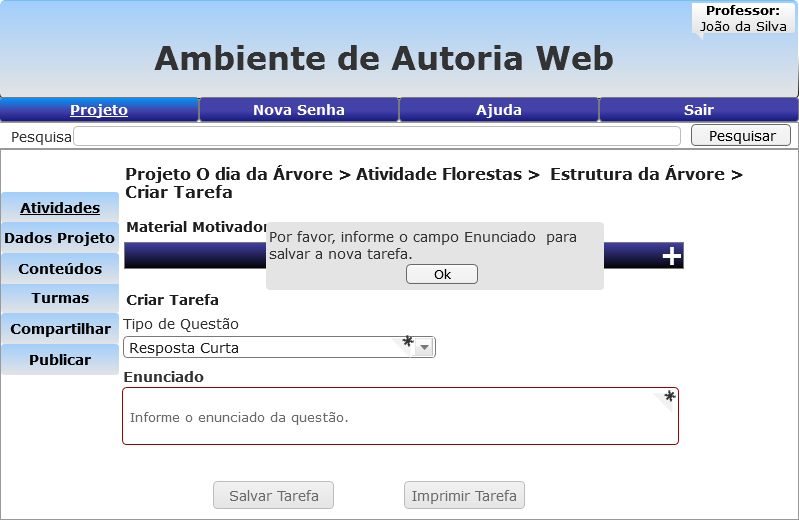 Professor:
João da Silva
Ambiente de Autoria Web
Projeto Nova Senha Ajuda Sair
Pesquisa Pesquisar
Projeto O dia da Árvore > Atividade Florestas > Estrutura da Árvore >
Criar Tarefa
Atividades
Dados Projeto
Conteúdos
Turmas
Compartilhar
Publicar
Material Motivador
+
Por favor, informe o campo Enunciado para
salvar a nova tarefa.
Ok
Criar Tarefa
Tipo de Questão
Resposta Curta *
Enunciado
*
Informe o enunciado da questão.
Salvar Tarefa Imprimir Tarefa